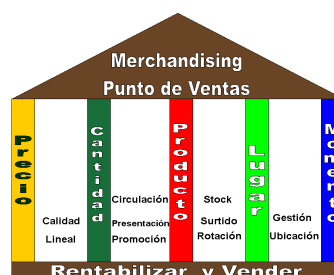 Merchandising
Punto de Ventas
Precio
Calidad
Lineal
Cantidad
Circulación
Presentación
Promoción
Producto
Stock
Surtido
Rotación
Lugar
Gestión
Ubicación
Momento
Rentabilizar y Vender